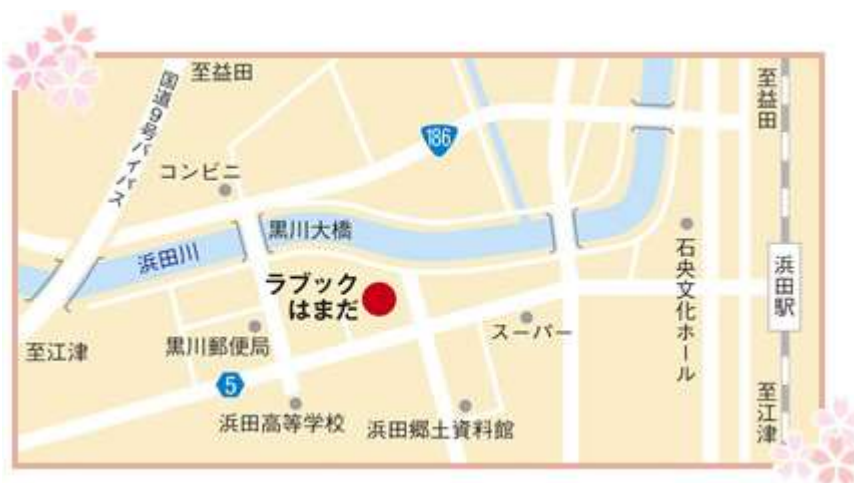 至益田
国道9号バイパス
186
至益田
コンビニ
黒川大橋
浜田川
石央文化ホール
浜田駅
ラブック
はまだ
スーパー
黒川郵便局
至江津
5
浜田高等学校
浜田郷土資料館
至江津